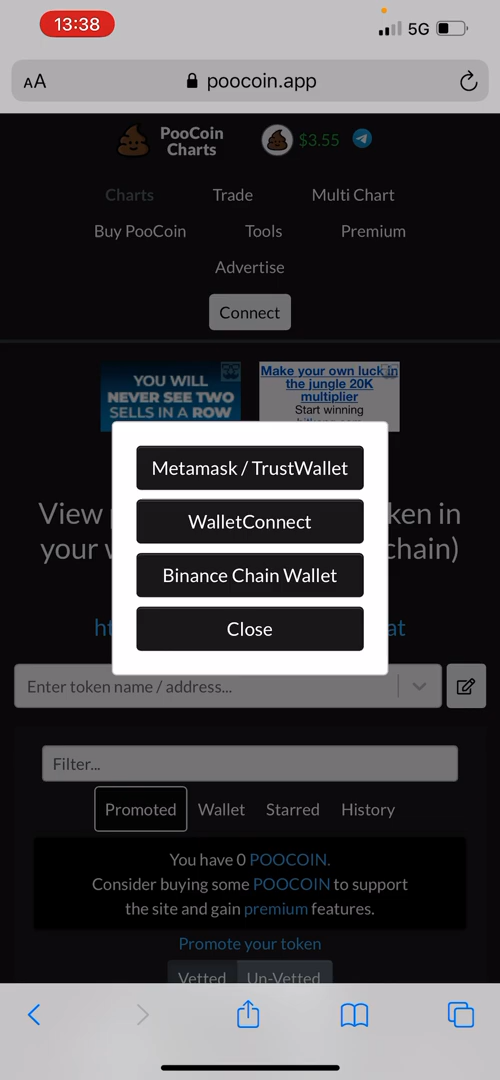 13:38
5G
AA
poocoin.app
PooCoin
Charts
$3.55
Charts
Trade
Multi Chart
Buy PooCoin
Tools
Premium
Advertise
Connect
YOU WILL
NEVER SEE TWO
SELLS IN A ROW
Make your own luck in
the jungle 20K
multiplier
Start winning
View
ken in
your
chain)
ht
at
Metamask / TrustWallet
WalletConnect
Binance Chain Wallet
Close
Enter token name / address...
Filter...
Promoted
Wallet
Starred
History
You have 0 POOCOIN.
Consider buying some POOCOIN to support
the site and gain premium features.
Promote your token
Vetted
Un-Vetted